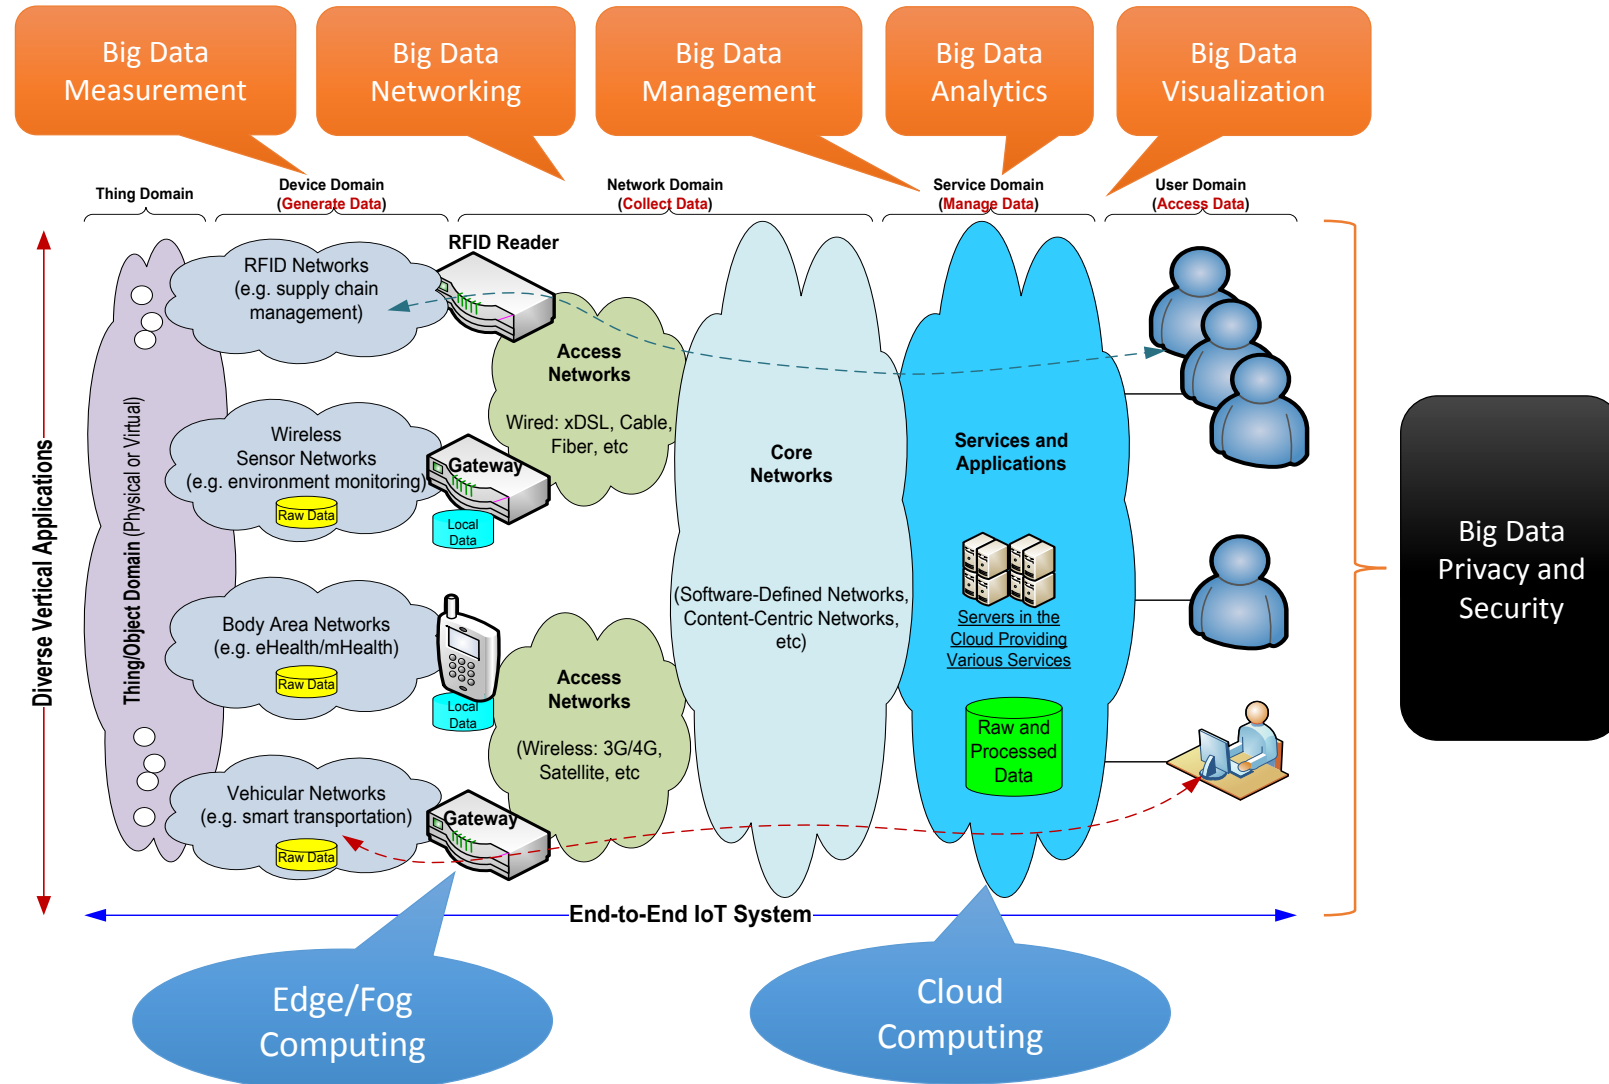 Big Data
Measurement
Big Data
Networking
Big Data
Management
Big Data
Analytics
Big Data
Visualization
Thing Domain
Device Domain
(Generate Data)
Network Domain
(Collect Data)
Service Domain
(Manage Data)
User Domain
(Access Data)
Diverse Vertical Applications
Thing/Object Domain (Physical or Virtual)
RFID Networks
(e.g. supply chain
management)
RFID Reader
Wireless
Sensor Networks
(e.g. environment monitoring)
Raw Data
Gateway
Local
Data
Body Area Networks
(e.g. eHealth/mHealth)
Raw Data
Local
Data
Vehicular Networks
(e.g. smart transportation)
Raw Data
Gateway
Access
Networks
Wired: xDSL, Cable,
Fiber, etc
Access
Networks
(Wireless: 3G/4G,
Satellite, etc
Core
Networks
(Software-Defined Networks,
Content-Centric Networks,
etc)
Services and
Applications
Servers in the
Cloud Providing
Various Services
Raw and
Processed
Data
Big Data
Privacy and
Security
End-to-End IoT System
Edge/Fog
Computing
Cloud
Computing